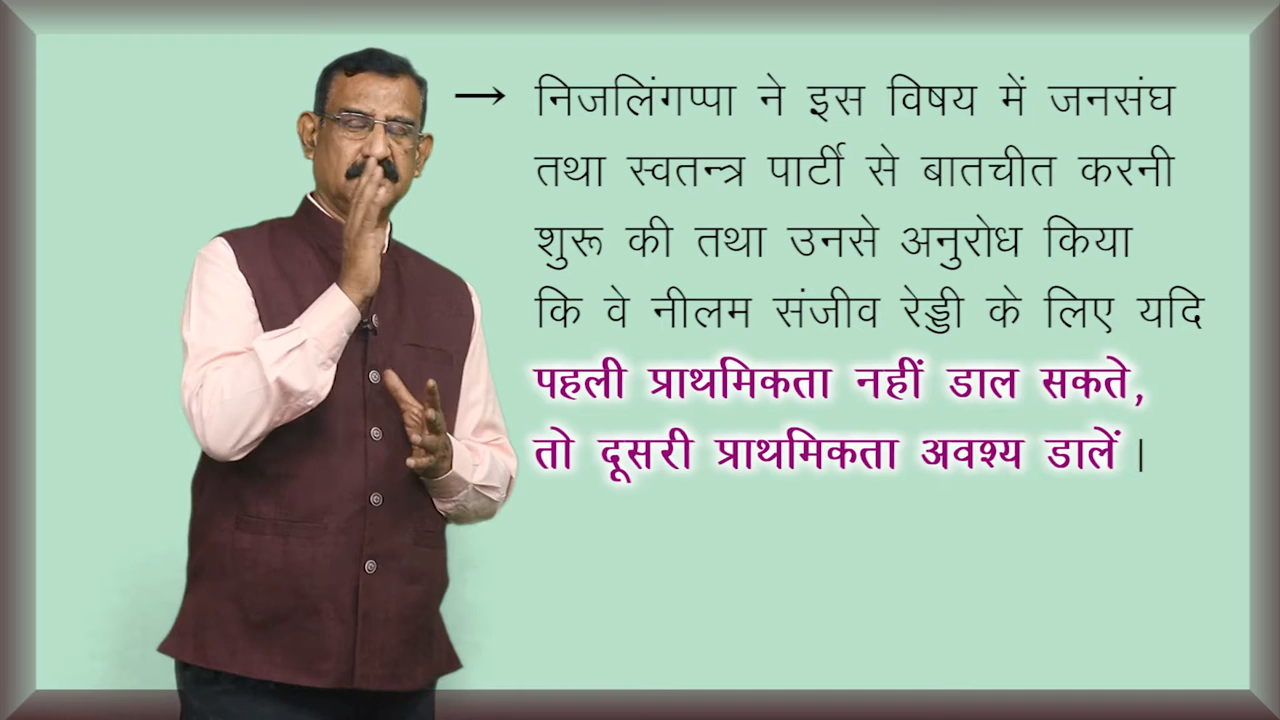 → निजलिंगप्पा ने इस विषय में जनसंघ
तथा स्वतन्त्र पार्टी से बातचीत करनी
शुरू की तथा उनसे अनुरोध किया
कि वे नीलम संजीव रेड्डी के लिए यदि
पहली प्राथमिकता नहीं डाल सकते,
तो दूसरी प्राथमिकता अवश्य डालें।